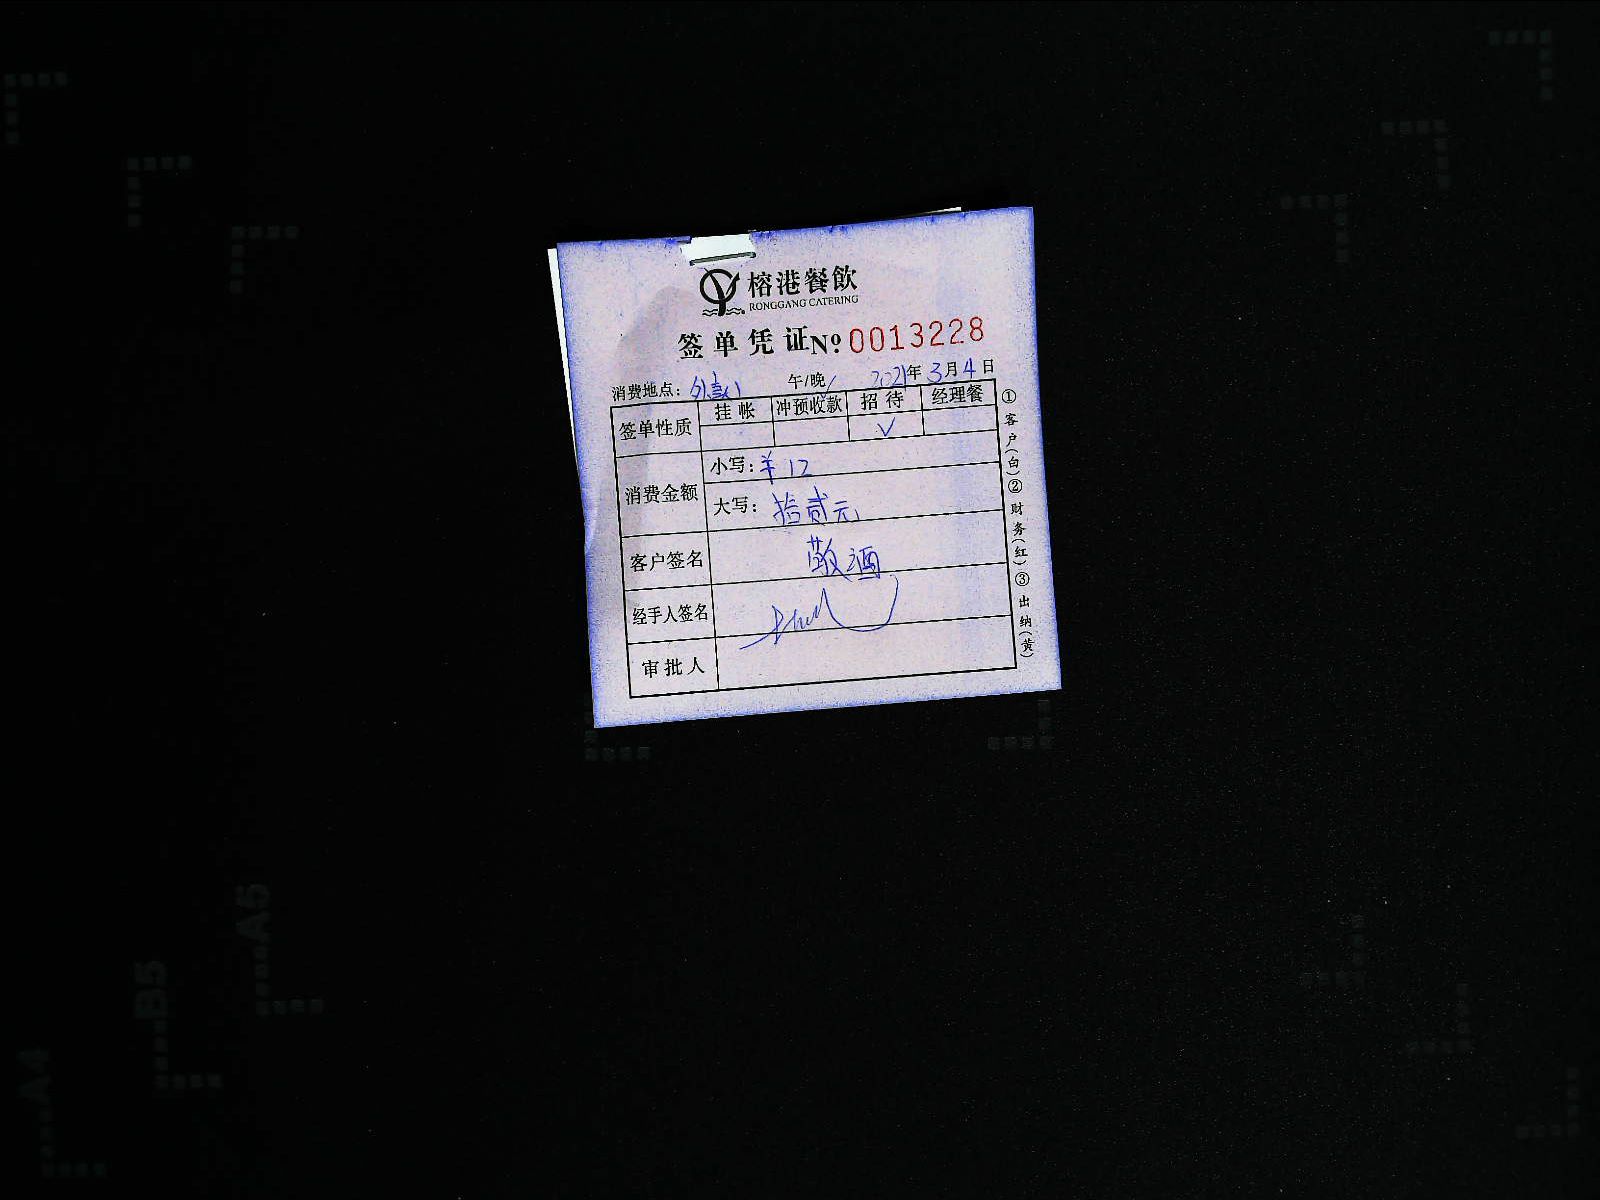 榕港餐飲
RONGGANG CATERING
签单凭证 No 0013228
消费地点: 午/晚 2021年3月4日
签单性质 挂帐 冲预收款 招待 经理餐
✓
消费金额 小写: ¥12
大写: 拾贰元
客户签名 敬酒
经手人签名
审批人
①客户(白)②财务(红)③出纳(黄)
A5
B5
A4